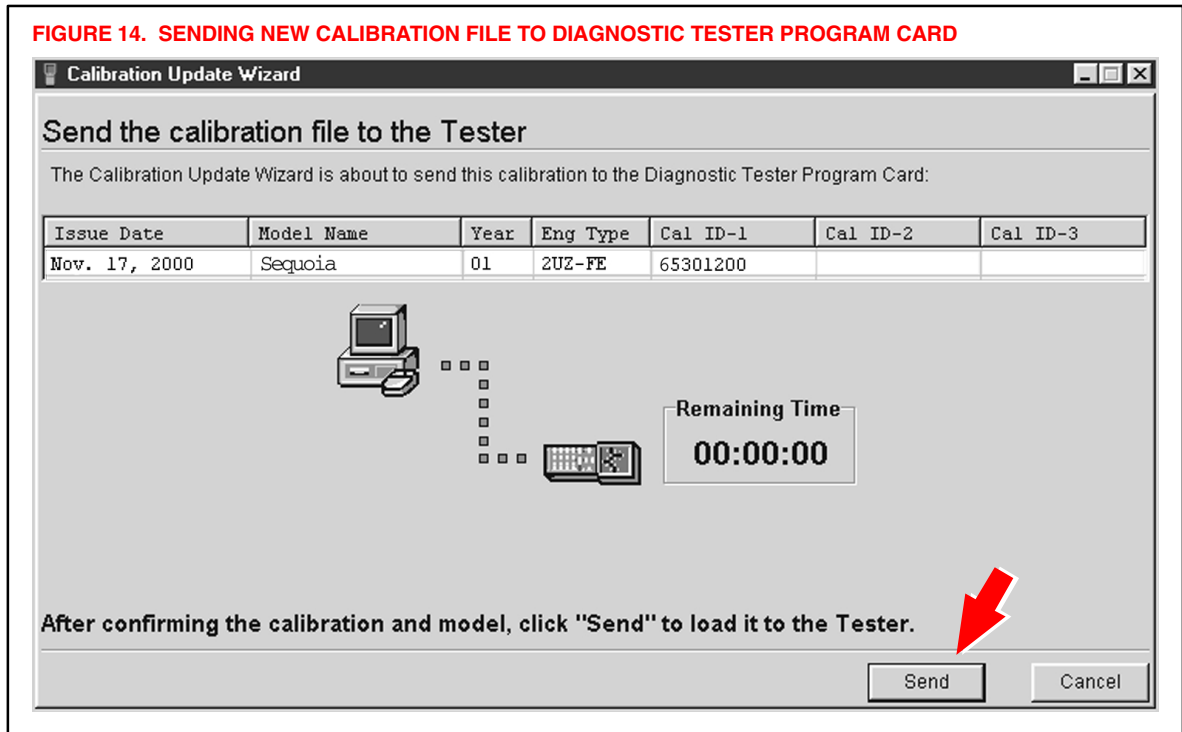 FIGURE 14. SENDING NEW CALIBRATION FILE TO DIAGNOSTIC TESTER PROGRAM CARD
Calibration Update Wizard
Send the calibration file to the Tester
The Calibration Update Wizard is about to send this calibration to the Diagnostic Tester Program Card:
Issue Date Model Name Year Eng Type Cal ID-1 Cal ID-2 Cal ID-3
Nov. 17, 2000 Sequoia 01 2UZ-FE 65301200
Remaining Time
00:00:00
After confirming the calibration and model, click "Send" to load it to the Tester.
Send Cancel